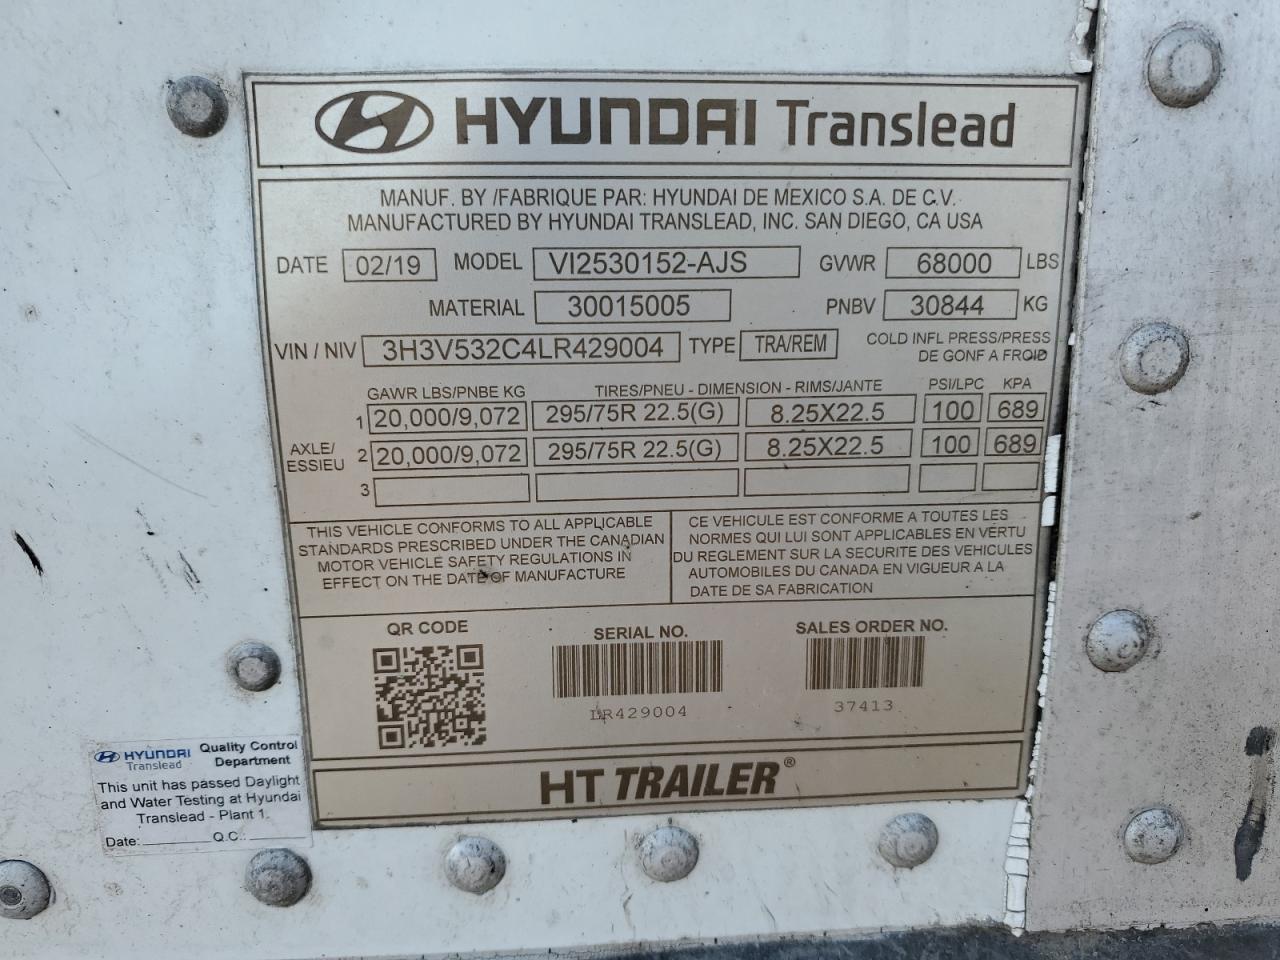 HYUNDAI Translead
MANUF. BY /FABRIQUE PAR: HYUNDAI DE MEXICO S.A. DE C.V.
MANUFACTURED BY HYUNDAI TRANSLEAD, INC. SAN DIEGO, CA USA
DATE 02/19 MODEL VI2530152-AJS GVWR 68000 LBS
MATERIAL 30015005 PNBV 30844 KG
VIN / NIV 3H3V532C4LR429004 TYPE TRA/REM COLD INFL PRESS/PRESS
DE GONF A FROID
GAWR LBS/PNBE KG TIRES/PNEU - DIMENSION - RIMS/JANTE PSI/LPC KPA
1 20,000/9,072 295/75R 22.5(G) 8.25X22.5 100 689
AXLE/
ESSIEU
2 20,000/9,072 295/75R 22.5(G) 8.25X22.5 100 689
3
THIS VEHICLE CONFORMS TO ALL APPLICABLE
STANDARDS PRESCRIBED UNDER THE CANADIAN
MOTOR VEHICLE SAFETY REGULATIONS IN
EFFECT ON THE DATE OF MANUFACTURE
CE VEHICULE EST CONFORME A TOUTES LES
NORMES QUI LUI SONT APPLICABLES EN VERTU
DU REGLEMENT SUR LA SECURITE DES VEHICULES
AUTOMOBILES DU CANADA EN VIGUEUR A LA
DATE DE SA FABRICATION
QR CODE
SERIAL NO.
LR429004
SALES ORDER NO.
37413
HT TRAILER®
HYUNDAI
Translead
Quality Control
Department
This unit has passed Daylight
and Water Testing at Hyundai
Translead - Plant 1.
Date: Q.C.: